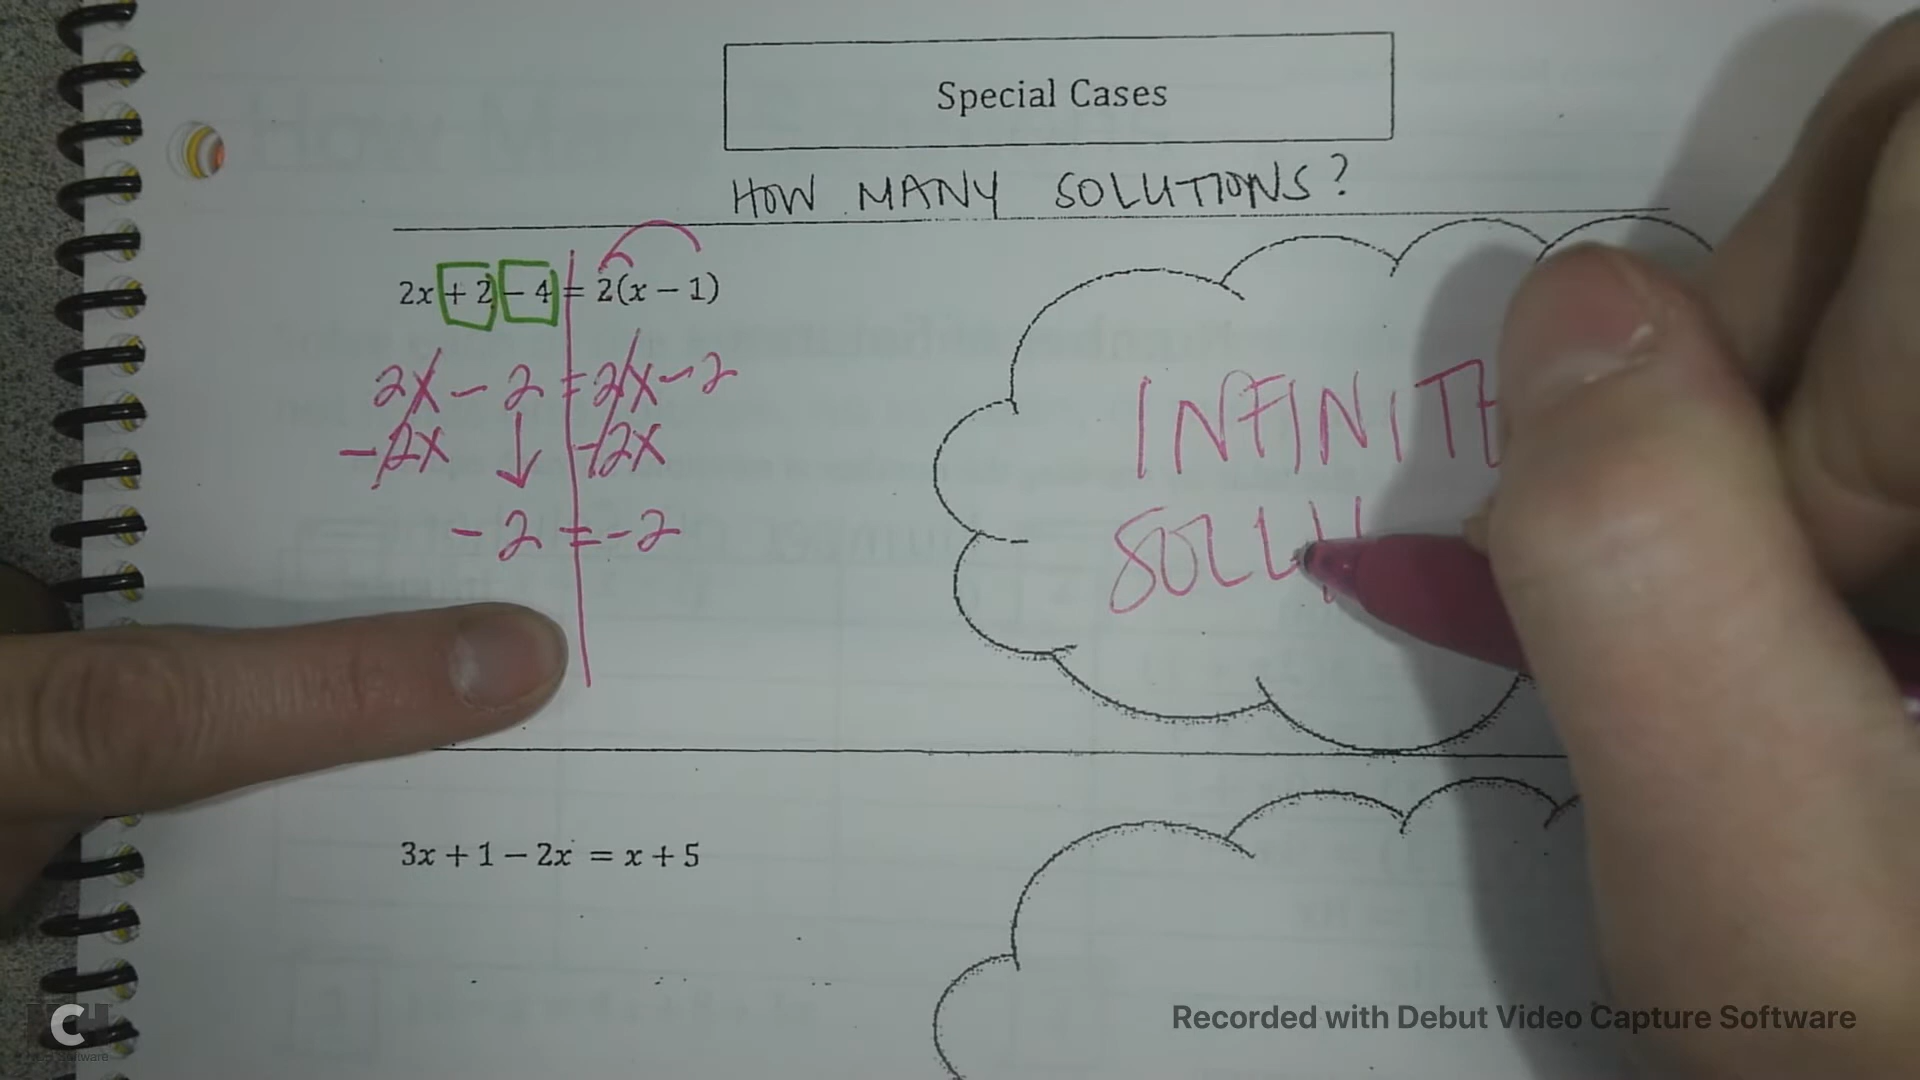 Special Cases
HOW MANY SOLUTIONS?
2x + 2 - 4 = 2(x − 1)
2x - 2 = 2x - 2
-2x ↓ -2x
-2 = -2
INFINITE
SOLU
3x + 1 − 2x = x + 5
Recorded with Debut Video Capture Software